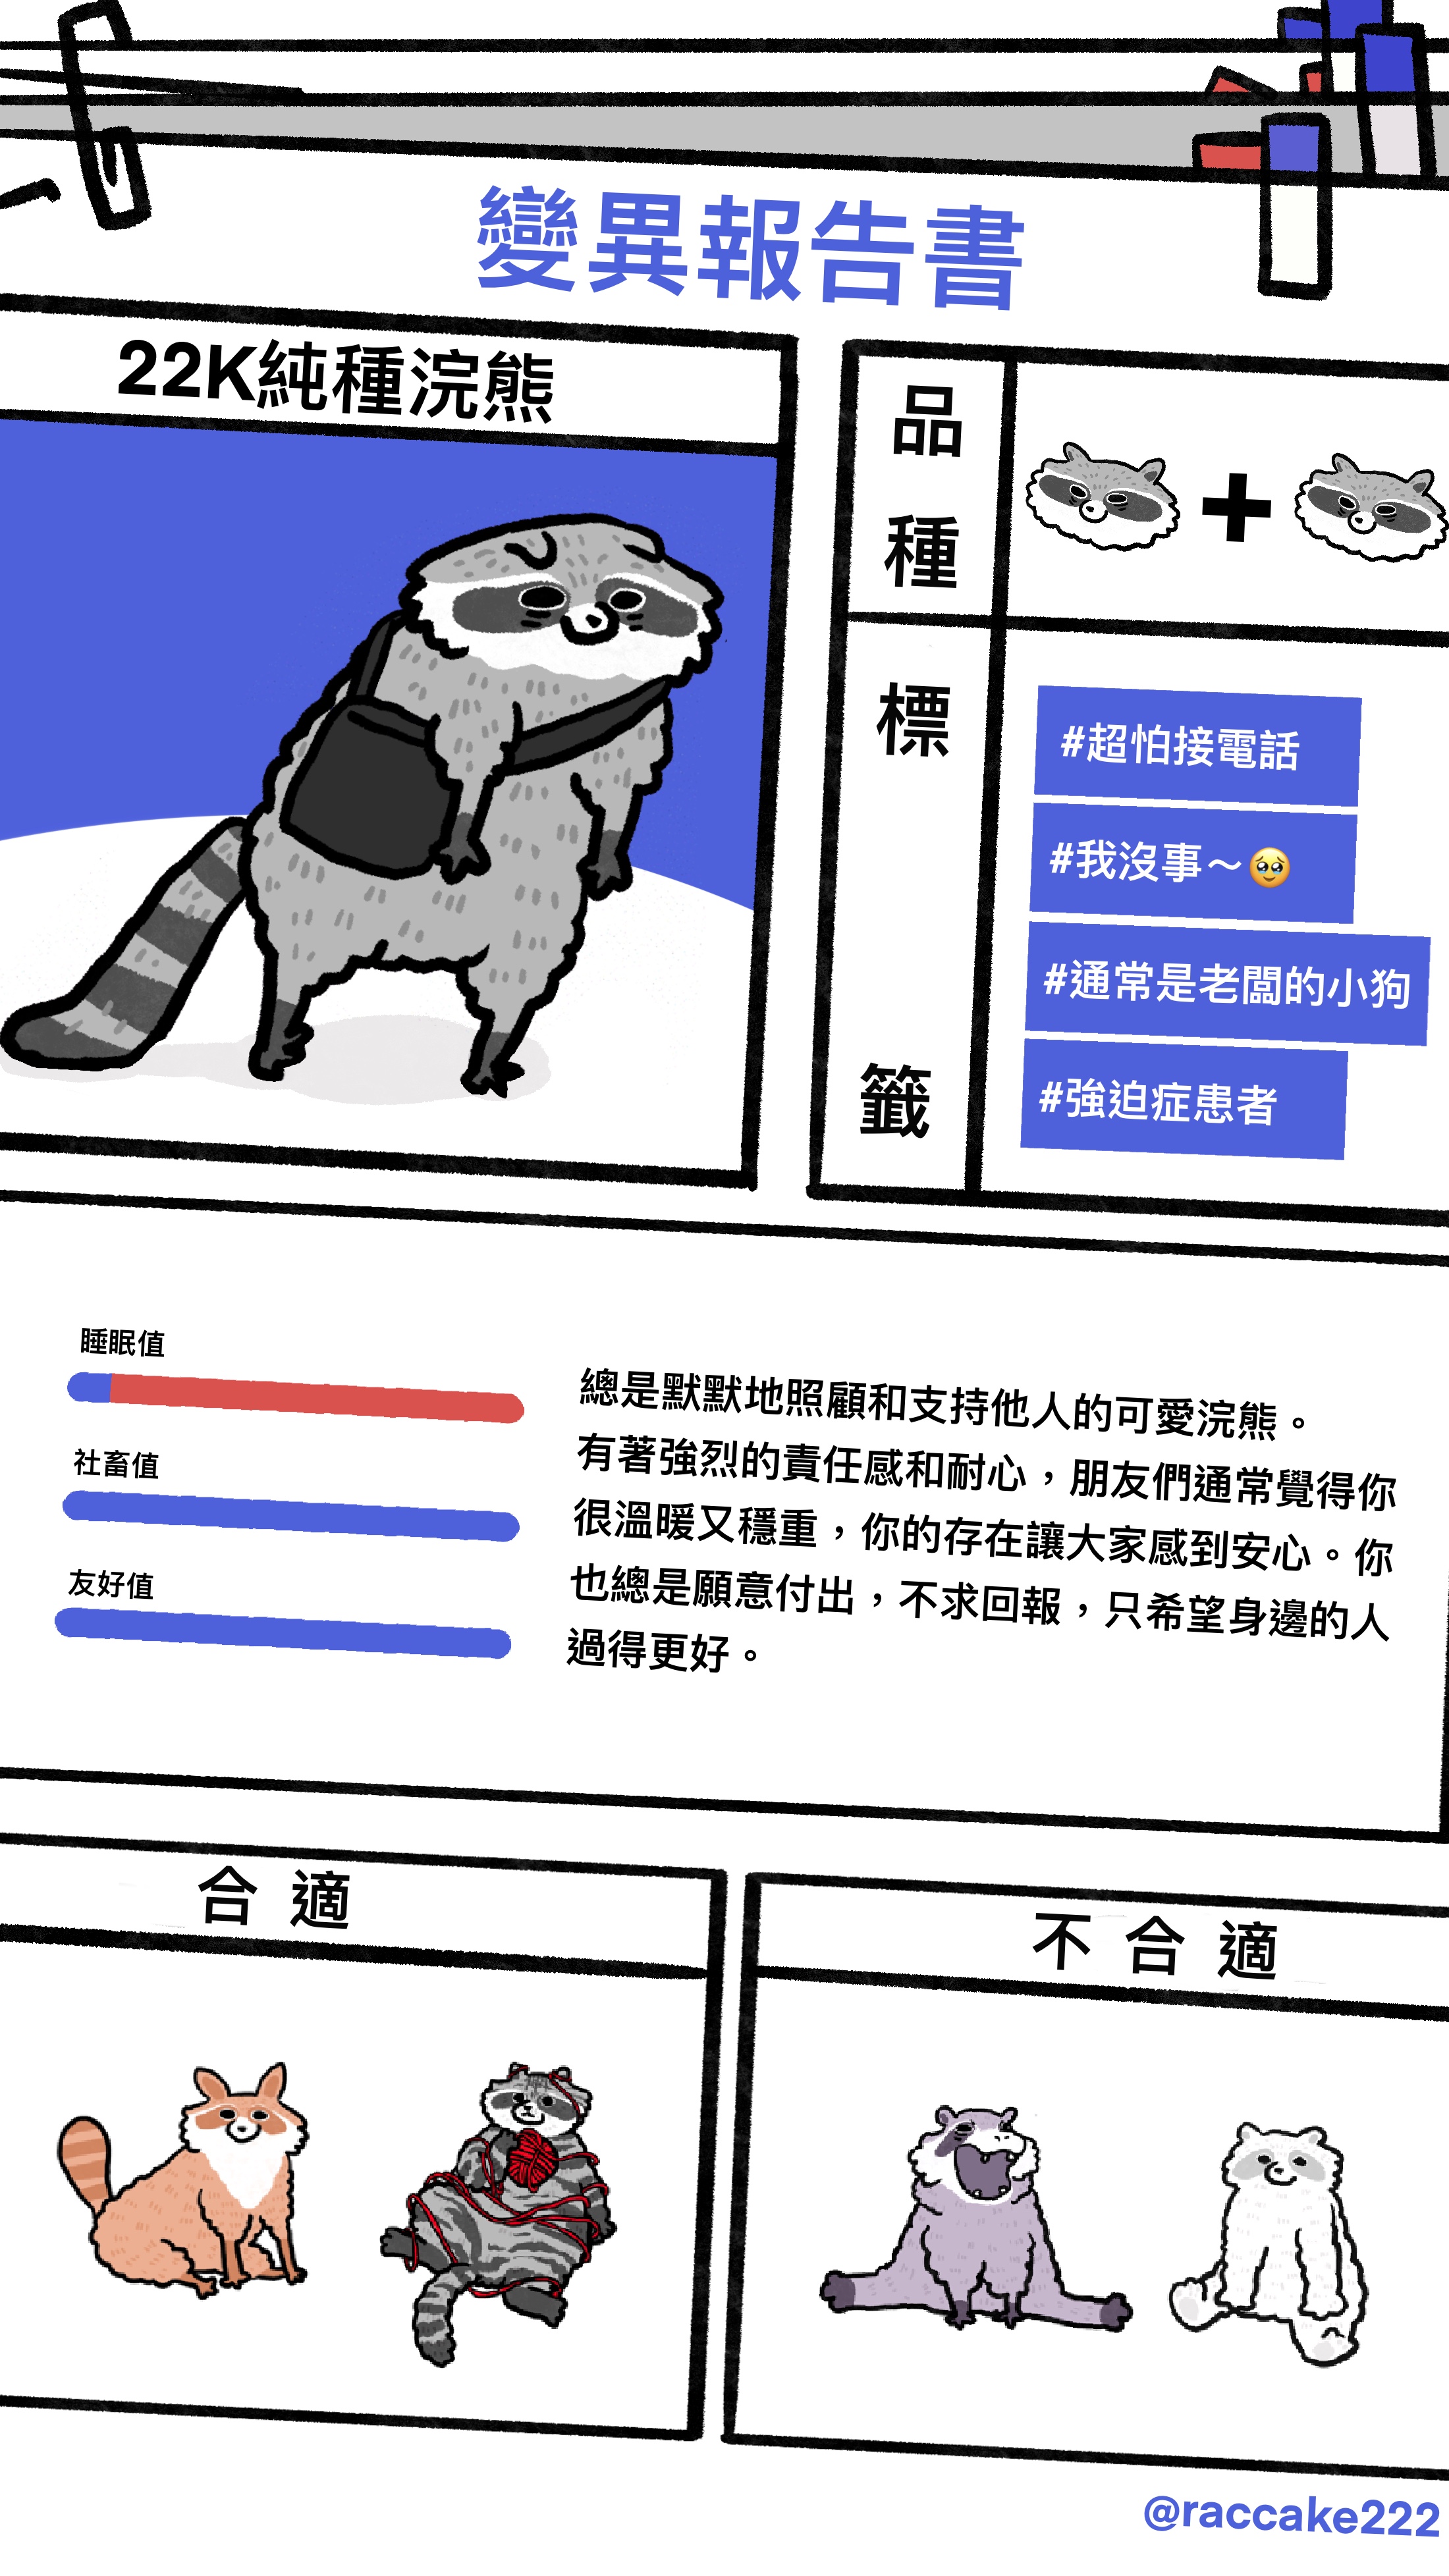 變異報告書
22K純種浣熊
品種
標籤
#超怕接電話
#我沒事～🥹
#通常是老闆的小狗
#強迫症患者
睡眠值
社畜值
友好值
總是默默地照顧和支持他人的可愛浣熊。
有著強烈的責任感和耐心，朋友們通常覺得你
很溫暖又穩重，你的存在讓大家感到安心。你
也總是願意付出，不求回報，只希望身邊的人
過得更好。
合適
不合適
@raccake222